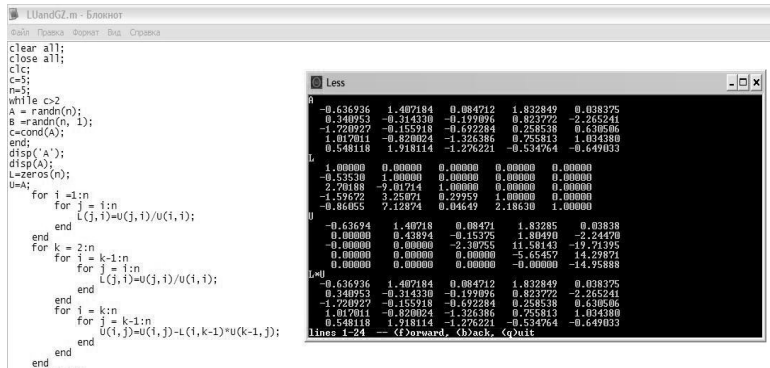 LUandGZ.m - Блокнот
Файл Правка Формат Вид Справка
clear all;
close all;
clc;
c=5;
n=5;
while c>2
A = randn(n);
B =randn(n, 1);
c=cond(A);
end;
disp('A');
disp(A);
L=zeros(n);
U=A;
for i =1:n
for j = i:n
L(j,i)=U(j,i)/U(i,i);
end
end
for k = 2:n
for i = k-1:n
for j = i:n
L(j,i)=U(j,i)/U(i,i);
end
end
for i = k:n
for j = k-1:n
U(i,j)=U(i,j)-L(i,k-1)*U(k-1,j);
end
end
end
Less
A
-0.636936 1.407184 0.084712 1.832849 0.038375
0.340953 -0.314330 -0.199096 0.823772 -2.265241
-1.720927 -0.155918 -0.692284 0.258538 0.630506
1.017011 -0.820024 -1.326386 0.755813 1.034380
0.548118 1.918114 -1.276221 -0.534764 -0.649033
L
1.00000 0.00000 0.00000 0.00000 0.00000
-0.53530 1.00000 0.00000 0.00000 0.00000
2.70188 -9.01714 1.00000 0.00000 0.00000
-1.59672 3.25071 0.29959 1.00000 0.00000
-0.86055 7.12874 0.04649 2.18630 1.00000
U
-0.63694 1.40718 0.08471 1.83285 0.03838
0.00000 0.43894 -0.15375 1.80490 -2.24470
-0.00000 0.00000 -2.30755 11.58143 -19.71395
0.00000 0.00000 0.00000 -5.65457 14.29871
0.00000 0.00000 0.00000 -0.00000 -14.95888
L*U
-0.636936 1.407184 0.084712 1.832849 0.038375
0.340953 -0.314330 -0.199096 0.823772 -2.265241
-1.720927 -0.155918 -0.692284 0.258538 0.630506
1.017011 -0.820024 -1.326386 0.755813 1.034380
0.548118 1.918114 -1.276221 -0.534764 -0.649033
lines 1-24 -- (f)orward, (b)ack, (q)uit